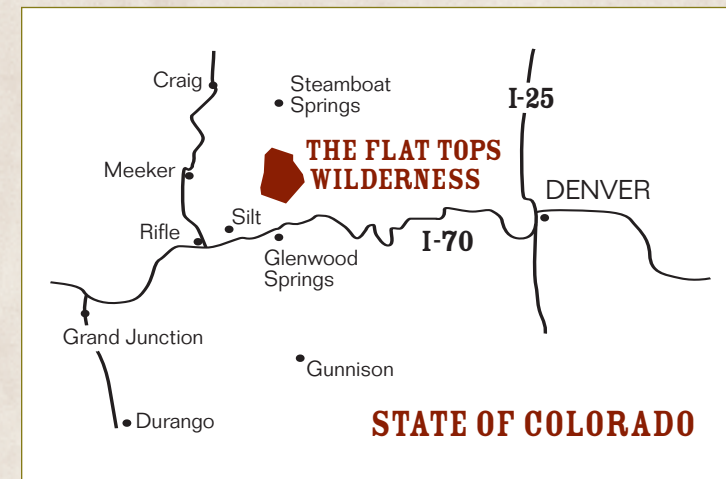 Craig
Steamboat
Springs
I-25
THE FLAT TOPS
WILDERNESS
Meeker
DENVER
Silt
Rifle
I-70
Glenwood
Springs
Grand Junction
Gunnison
Durango
STATE OF COLORADO